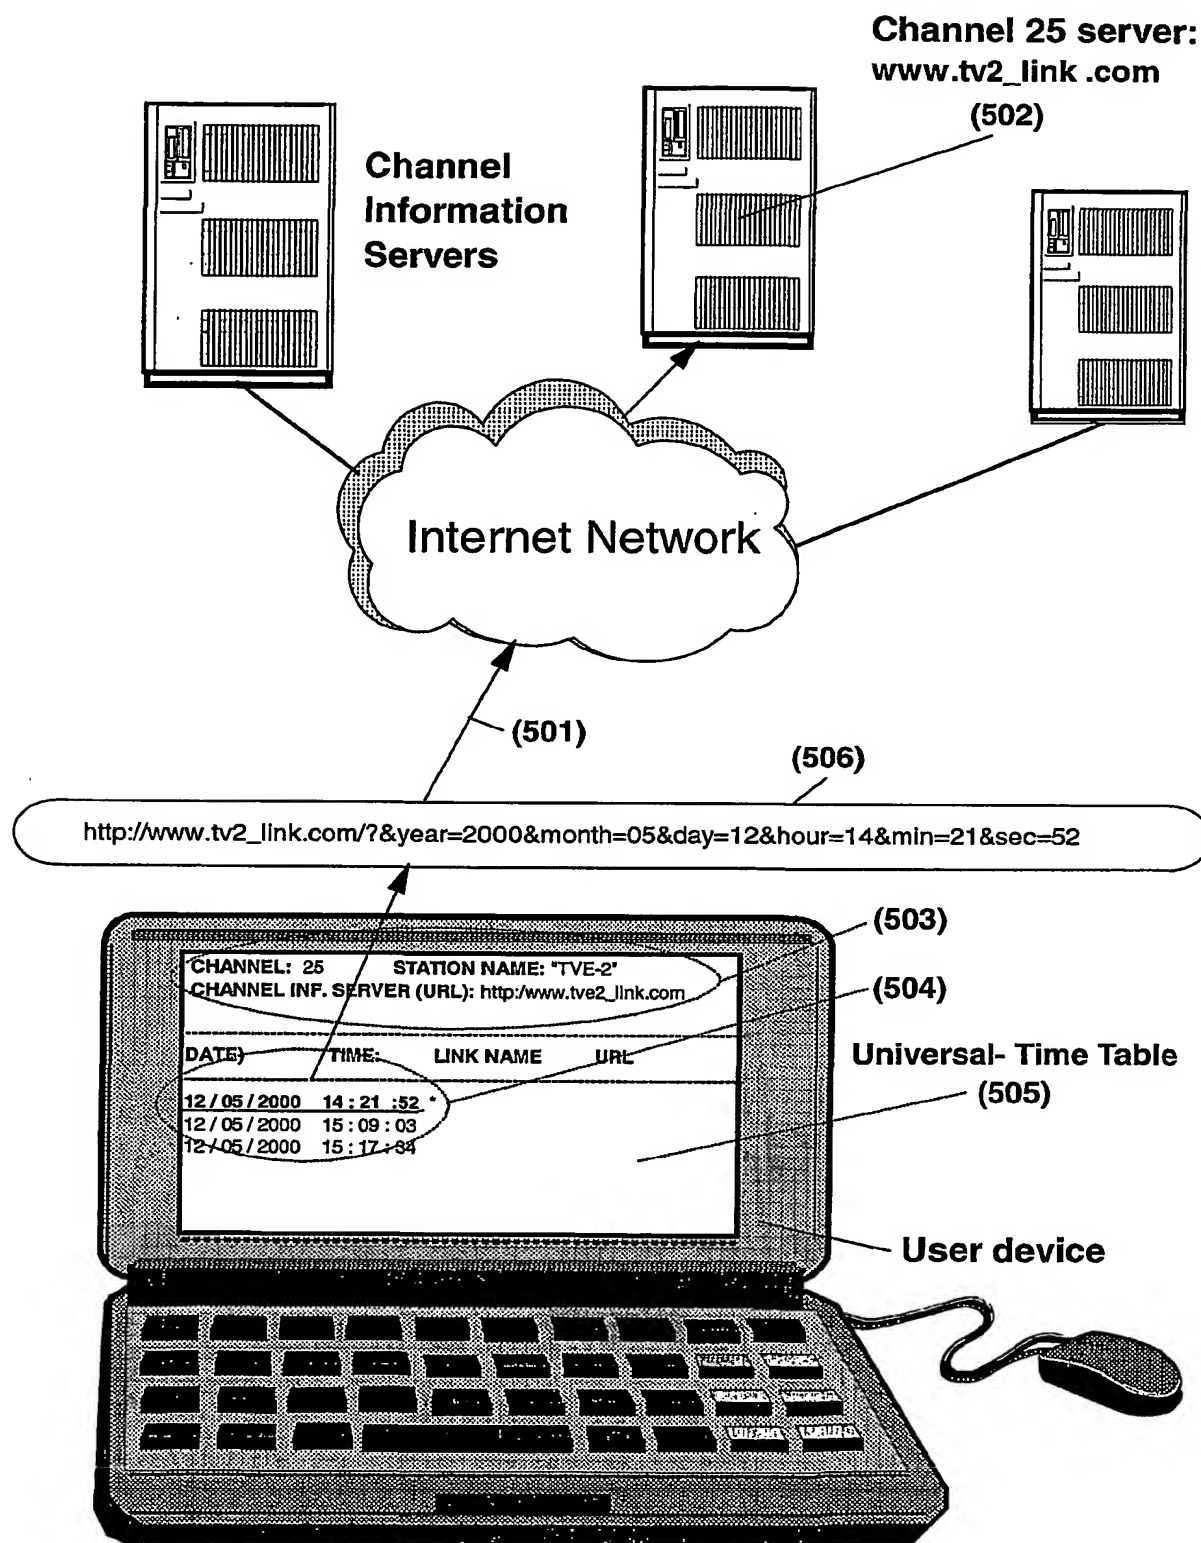 Channel 25 server:
www.tv2_link .com
(502)
Channel
Information
Servers
Internet Network
(501)
(506)
http://www.tv2_link.com/?&year=2000&month=05&day=12&hour=14&min=21&sec=52
(503)
CHANNEL: 25 STATION NAME: "TVE-2"
CHANNEL INF. SERVER (URL): http:/www.tve2_link.com
(504)
DATE) TIME: LINK NAME URL
Universal- Time Table
(505)
12 / 05 / 2000 14 : 21 :52 *
12 / 05 / 2000 15 : 09 : 03
12 / 05 / 2000 15 : 17 : 34
User device